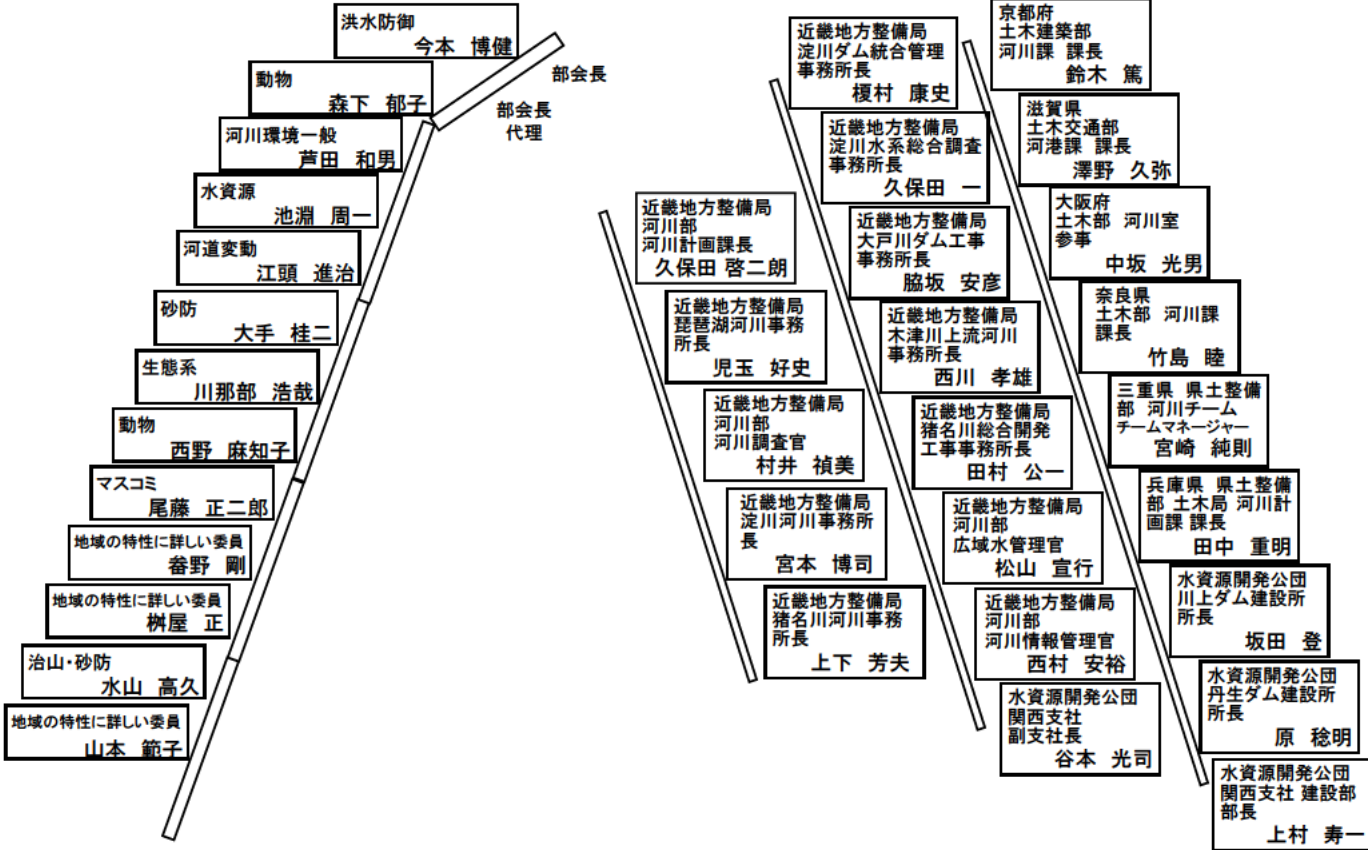 洪水防御
今本 博健
部会長
動物
森下 郁子
部会長
代理
河川環境一般
芦田 和男
水資源
池淵 周一
河道変動
江頭 進治
砂防
大手 桂二
生態系
川那部 浩哉
動物
西野 麻知子
マスコミ
尾藤 正二郎
地域の特性に詳しい委員
畚野 剛
地域の特性に詳しい委員
桝屋 正
治山・砂防
水山 高久
地域の特性に詳しい委員
山本 範子
近畿地方整備局
河川部
河川計画課長
久保田 啓二朗
近畿地方整備局
琵琶湖河川事務
所長
児玉 好史
近畿地方整備局
河川部
河川調査官
村井 禎美
近畿地方整備局
淀川河川事務所
長
宮本 博司
近畿地方整備局
猪名川河川事務
所長
上下 芳夫
近畿地方整備局
淀川ダム統合管理
事務所長
榎村 康史
近畿地方整備局
淀川水系総合調査
事務所長
久保田 一
近畿地方整備局
大戸川ダム工事
事務所長
脇坂 安彦
近畿地方整備局
木津川上流河川
事務所長
西川 孝雄
近畿地方整備局
猪名川総合開発
工事事務所長
田村 公一
近畿地方整備局
河川部
広域水管理官
松山 宣行
近畿地方整備局
河川部
河川情報管理官
西村 安裕
水資源開発公団
関西支社
副支社長
谷本 光司
京都府
土木建築部
河川課 課長
鈴木 篤
滋賀県
土木交通部
河港課 課長
澤野 久弥
大阪府
土木部 河川室
参事
中坂 光男
奈良県
土木部 河川課
課長
竹島 睦
三重県 県土整備
部 河川チーム
チームマネージャー
宮崎 純則
兵庫県 県土整備
部 土木局 河川計
画課 課長
田中 重明
水資源開発公団
川上ダム建設所
所長
坂田 登
水資源開発公団
丹生ダム建設所
所長
原 稔明
水資源開発公団
関西支社 建設部
部長
上村 寿一